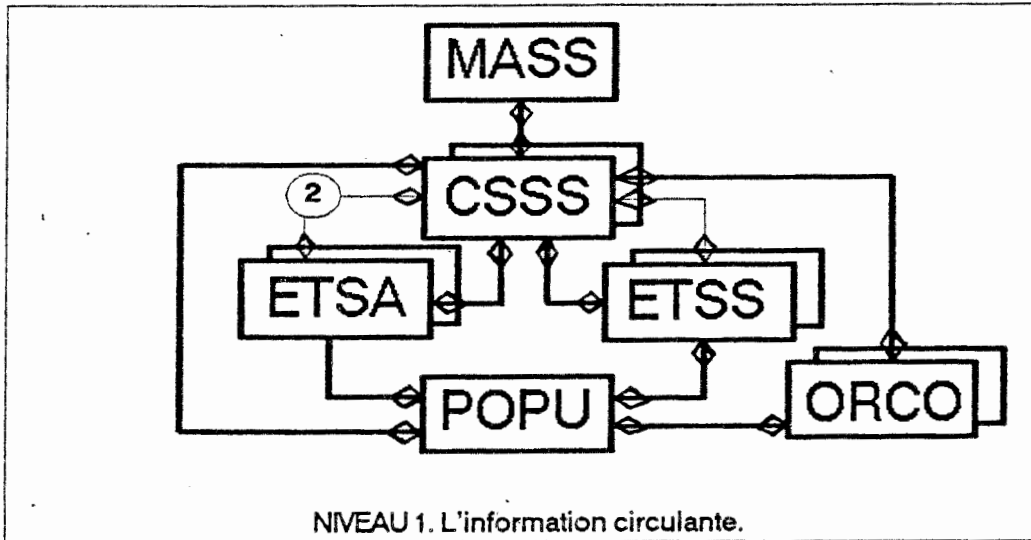 MASS
CSSS
2
ETSA
ETSS
POPU
ORCO
NIVEAU 1. L'information circulante.